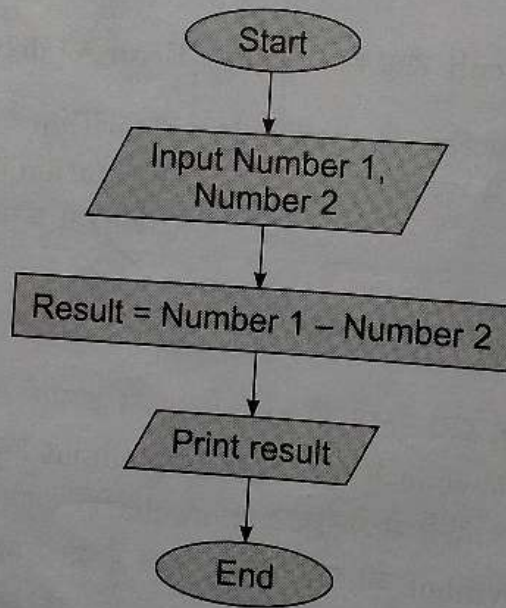 Start
Input Number 1,
Number 2
Result = Number 1 – Number 2
Print result
End